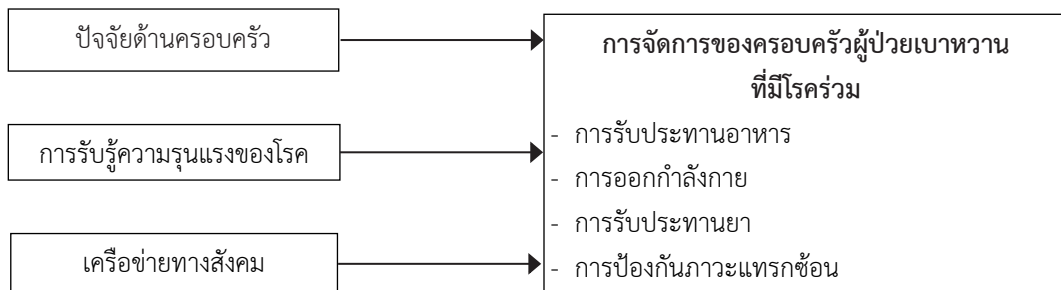 ปัจจัยด้านครอบครัว
การรับรู้ความรุนแรงของโรค
เครือข่ายทางสังคม
การจัดการของครอบครัวผู้ป่วยเบาหวาน
ที่มีโรคร่วม
- การรับประทานอาหาร
- การออกกำลังกาย
- การรับประทานยา
- การป้องกันภาวะแทรกซ้อน